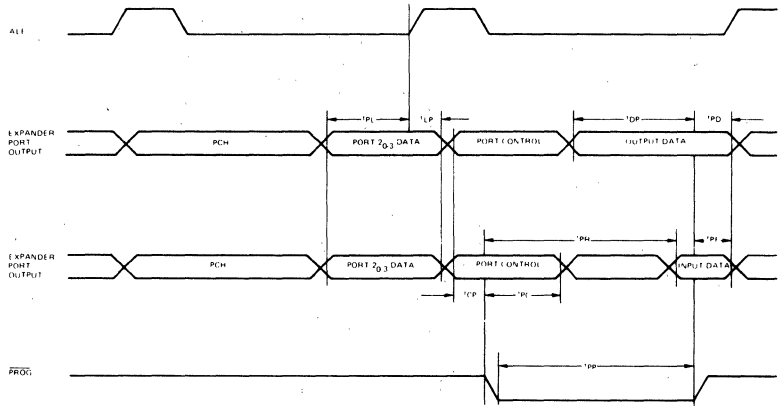 ALE
tPL tLP tDP tPD
EXPANDER
PORT
OUTPUT
PCH PORT 20-3 DATA PORT CONTROL OUTPUT DATA
tPR tPF
EXPANDER
PORT
OUTPUT
PCH PORT 20-3 DATA PORT CONTROL INPUT DATA
tCP tPC
PROG
tPP